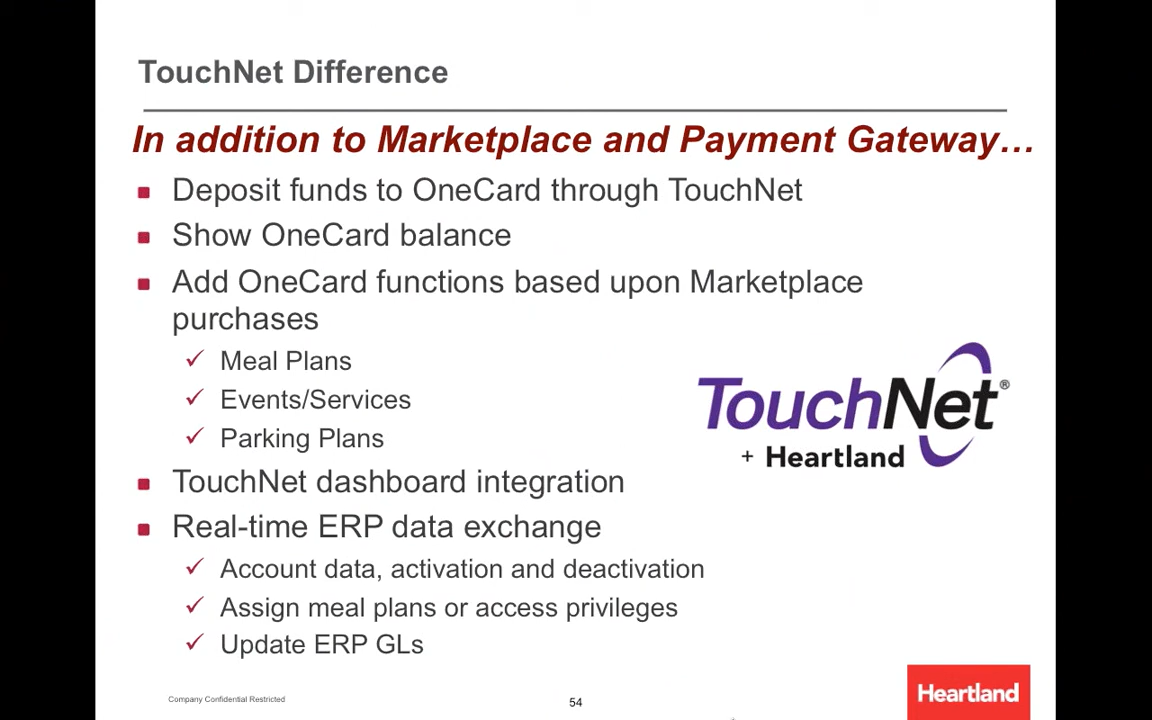 TouchNet Difference
In addition to Marketplace and Payment Gateway…
Deposit funds to OneCard through TouchNet
Show OneCard balance
Add OneCard functions based upon Marketplace
purchases
Meal Plans
Events/Services
Parking Plans
TouchNet®
+ Heartland
TouchNet dashboard integration
Real-time ERP data exchange
Account data, activation and deactivation
Assign meal plans or access privileges
Update ERP GLs
Company Confidential Restricted
54
Heartland